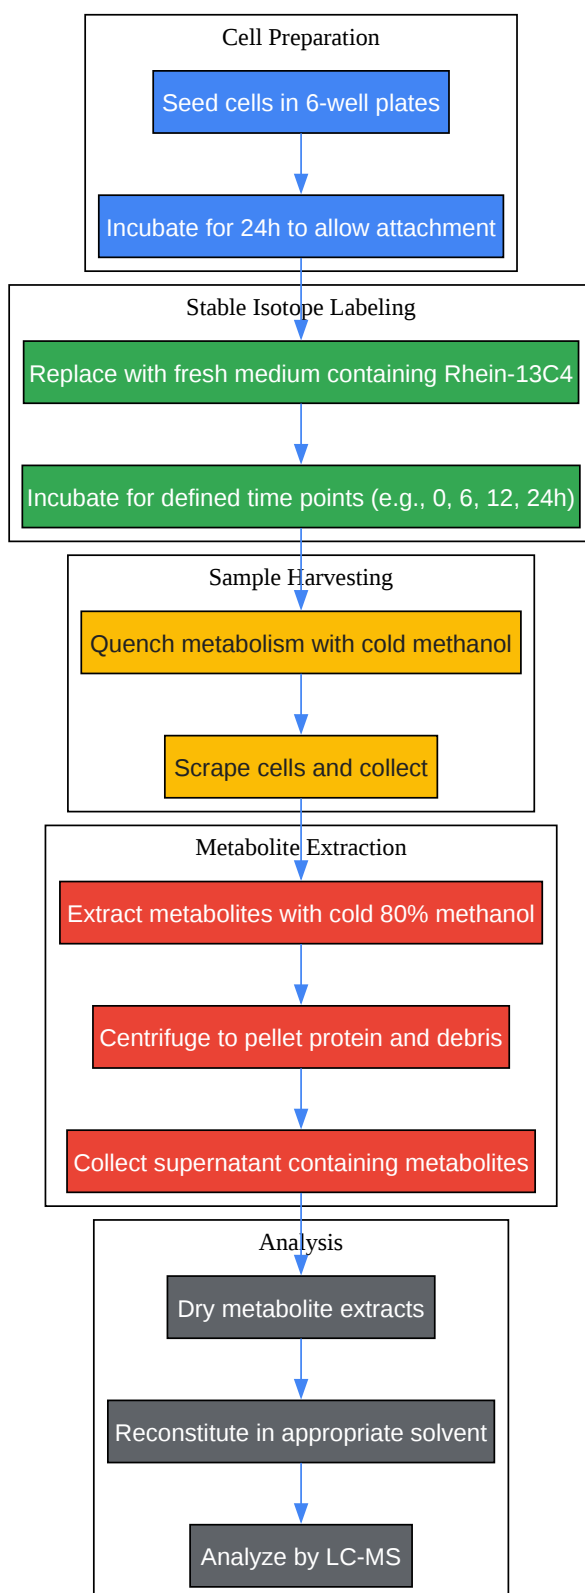 Cell Preparation
Seed cells in 6-well plates
Incubate for 24h to allow attachment
Stable Isotope Labeling
Replace with fresh medium containing Rhein-13C4
Incubate for defined time points (e.g., 0, 6, 12, 24h)
Sample Harvesting
Quench metabolism with cold methanol
Scrape cells and collect
Metabolite Extraction
Extract metabolites with cold 80% methanol
Centrifuge to pellet protein and debris
Collect supernatant containing metabolites
Analysis
Dry metabolite extracts
Reconstitute in appropriate solvent
Analyze by LC-MS